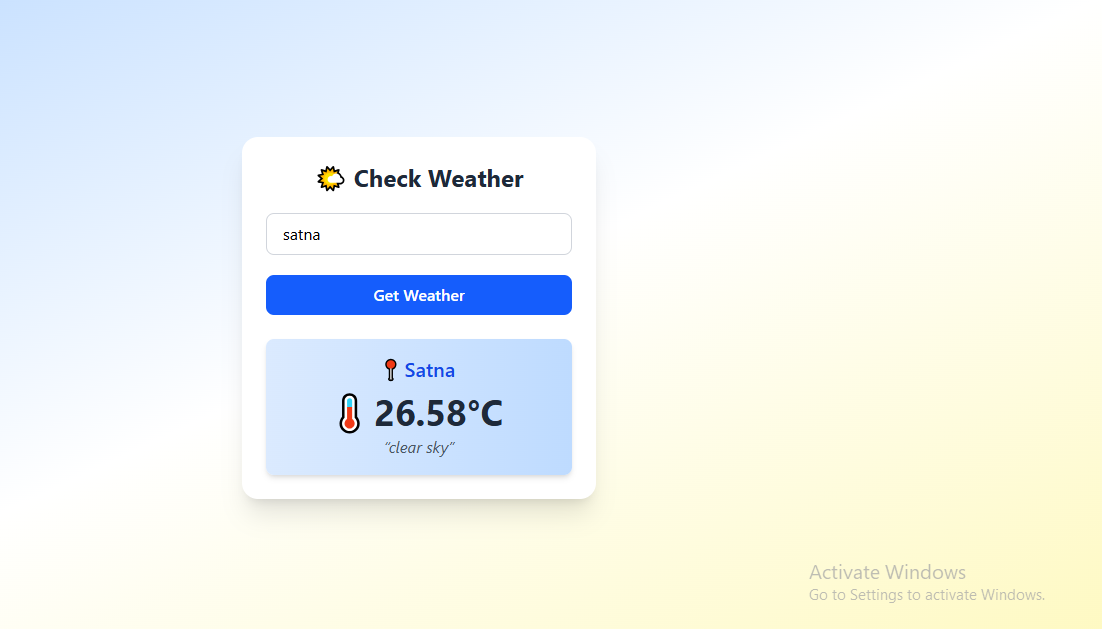 Check Weather
satna
Get Weather
Satna
26.58°C
"clear sky"
Activate Windows
Go to Settings to activate Windows.